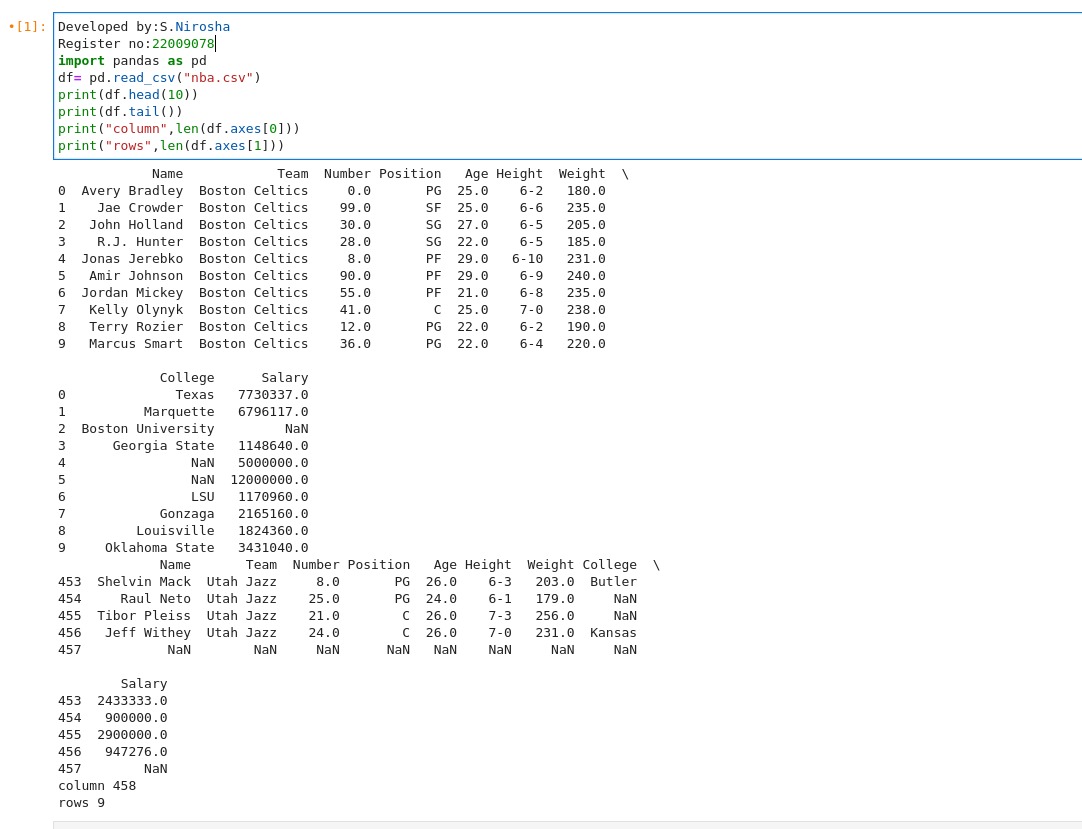 •[1]:
Developed by:S.Nirosha
Register no:22009078
import pandas as pd
df= pd.read_csv("nba.csv")
print(df.head(10))
print(df.tail())
print("column",len(df.axes[0]))
print("rows",len(df.axes[1]))
            Name            Team  Number Position   Age Height  Weight  \
0  Avery Bradley  Boston Celtics     0.0       PG  25.0    6-2   180.0
1    Jae Crowder  Boston Celtics    99.0       SF  25.0    6-6   235.0
2   John Holland  Boston Celtics    30.0       SG  27.0    6-5   205.0
3    R.J. Hunter  Boston Celtics    28.0       SG  22.0    6-5   185.0
4  Jonas Jerebko  Boston Celtics     8.0       PF  29.0   6-10   231.0
5   Amir Johnson  Boston Celtics    90.0       PF  29.0    6-9   240.0
6  Jordan Mickey  Boston Celtics    55.0       PF  21.0    6-8   235.0
7   Kelly Olynyk  Boston Celtics    41.0        C  25.0    7-0   238.0
8   Terry Rozier  Boston Celtics    12.0       PG  22.0    6-2   190.0
9   Marcus Smart  Boston Celtics    36.0       PG  22.0    6-4   220.0
             College      Salary
0              Texas   7730337.0
1          Marquette   6796117.0
2  Boston University         NaN
3      Georgia State   1148640.0
4                NaN   5000000.0
5                NaN  12000000.0
6                LSU   1170960.0
7            Gonzaga   2165160.0
8         Louisville   1824360.0
9     Oklahoma State   3431040.0
             Name       Team  Number Position   Age Height  Weight College  \
453  Shelvin Mack  Utah Jazz     8.0       PG  26.0    6-3   203.0  Butler
454     Raul Neto  Utah Jazz    25.0       PG  24.0    6-1   179.0     NaN
455  Tibor Pleiss  Utah Jazz    21.0        C  26.0    7-3   256.0     NaN
456   Jeff Withey  Utah Jazz    24.0        C  26.0    7-0   231.0  Kansas
457           NaN        NaN     NaN      NaN   NaN    NaN     NaN     NaN
        Salary
453  2433333.0
454   900000.0
455  2900000.0
456   947276.0
457        NaN
column 458
rows 9